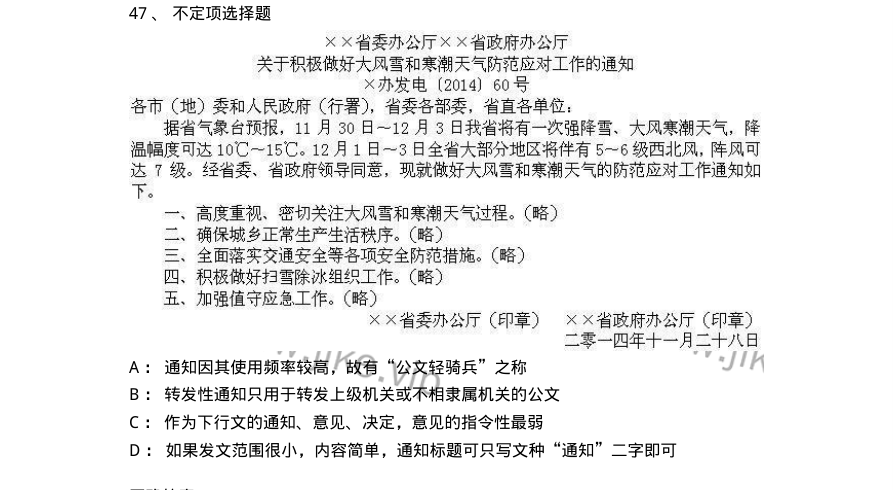 47 、 不定项选择题
××省委办公厅××省政府办公厅
关于积极做好大风雪和寒潮天气防范应对工作的通知
×办发电〔2014〕60号
各市（地）委和人民政府（行署），省委各部委，省直各单位：
据省气象台预报，11 月 30 日～12 月 3 日我省将有一次强降雪、大风寒潮天气，降
温幅度可达 10℃～15℃。12 月 1 日～3 日全省大部分地区将伴有 5～6 级西北风，阵风可
达 7 级。经省委、省政府领导同意，现就做好大风雪和寒潮天气的防范应对工作通知如
下。
一、高度重视、密切关注大风雪和寒潮天气过程。（略）
二、确保城乡正常生产生活秩序。（略）
三、全面落实交通安全等各项安全防范措施。（略）
四、积极做好扫雪除冰组织工作。（略）
五、加强值守应急工作。（略）
××省委办公厅（印章） ××省政府办公厅（印章）
二零一四年十一月二十八日
A ： 通知因其使用频率较高，故有“公文轻骑兵”之称
B ： 转发性通知只用于转发上级机关或不相隶属机关的公文
C ： 作为下行文的通知、意见、决定，意见的指令性最弱
D ： 如果发文范围很小，内容简单，通知标题可只写文种“通知”二字即可